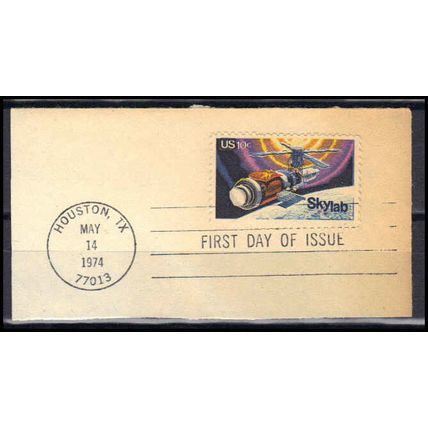 US 10c
Skylab
HOUSTON, TX
MAY
14
1974
77013
FIRST DAY OF ISSUE